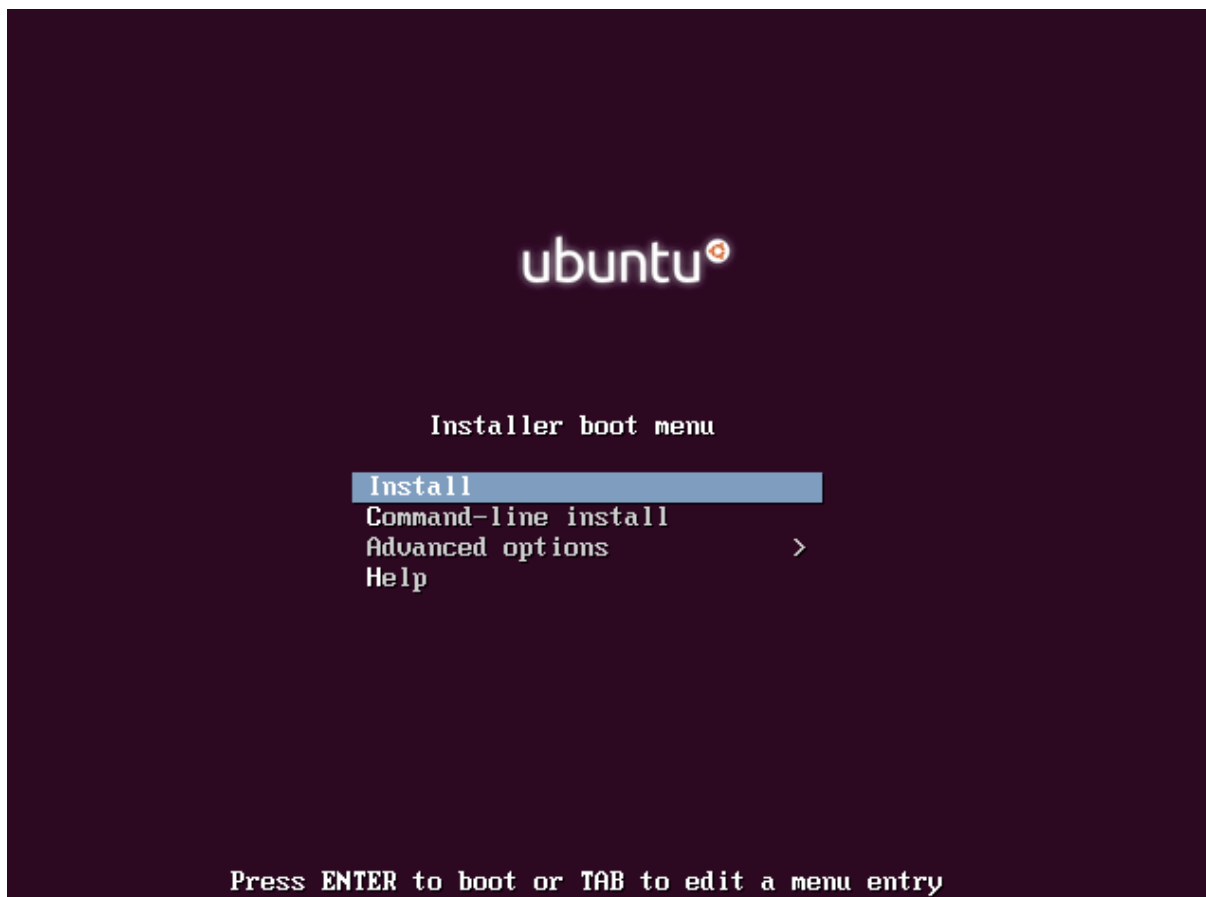 ubuntu
Installer boot menu
Install
Command-line install
Advanced options >
Help
Press ENTER to boot or TAB to edit a menu entry